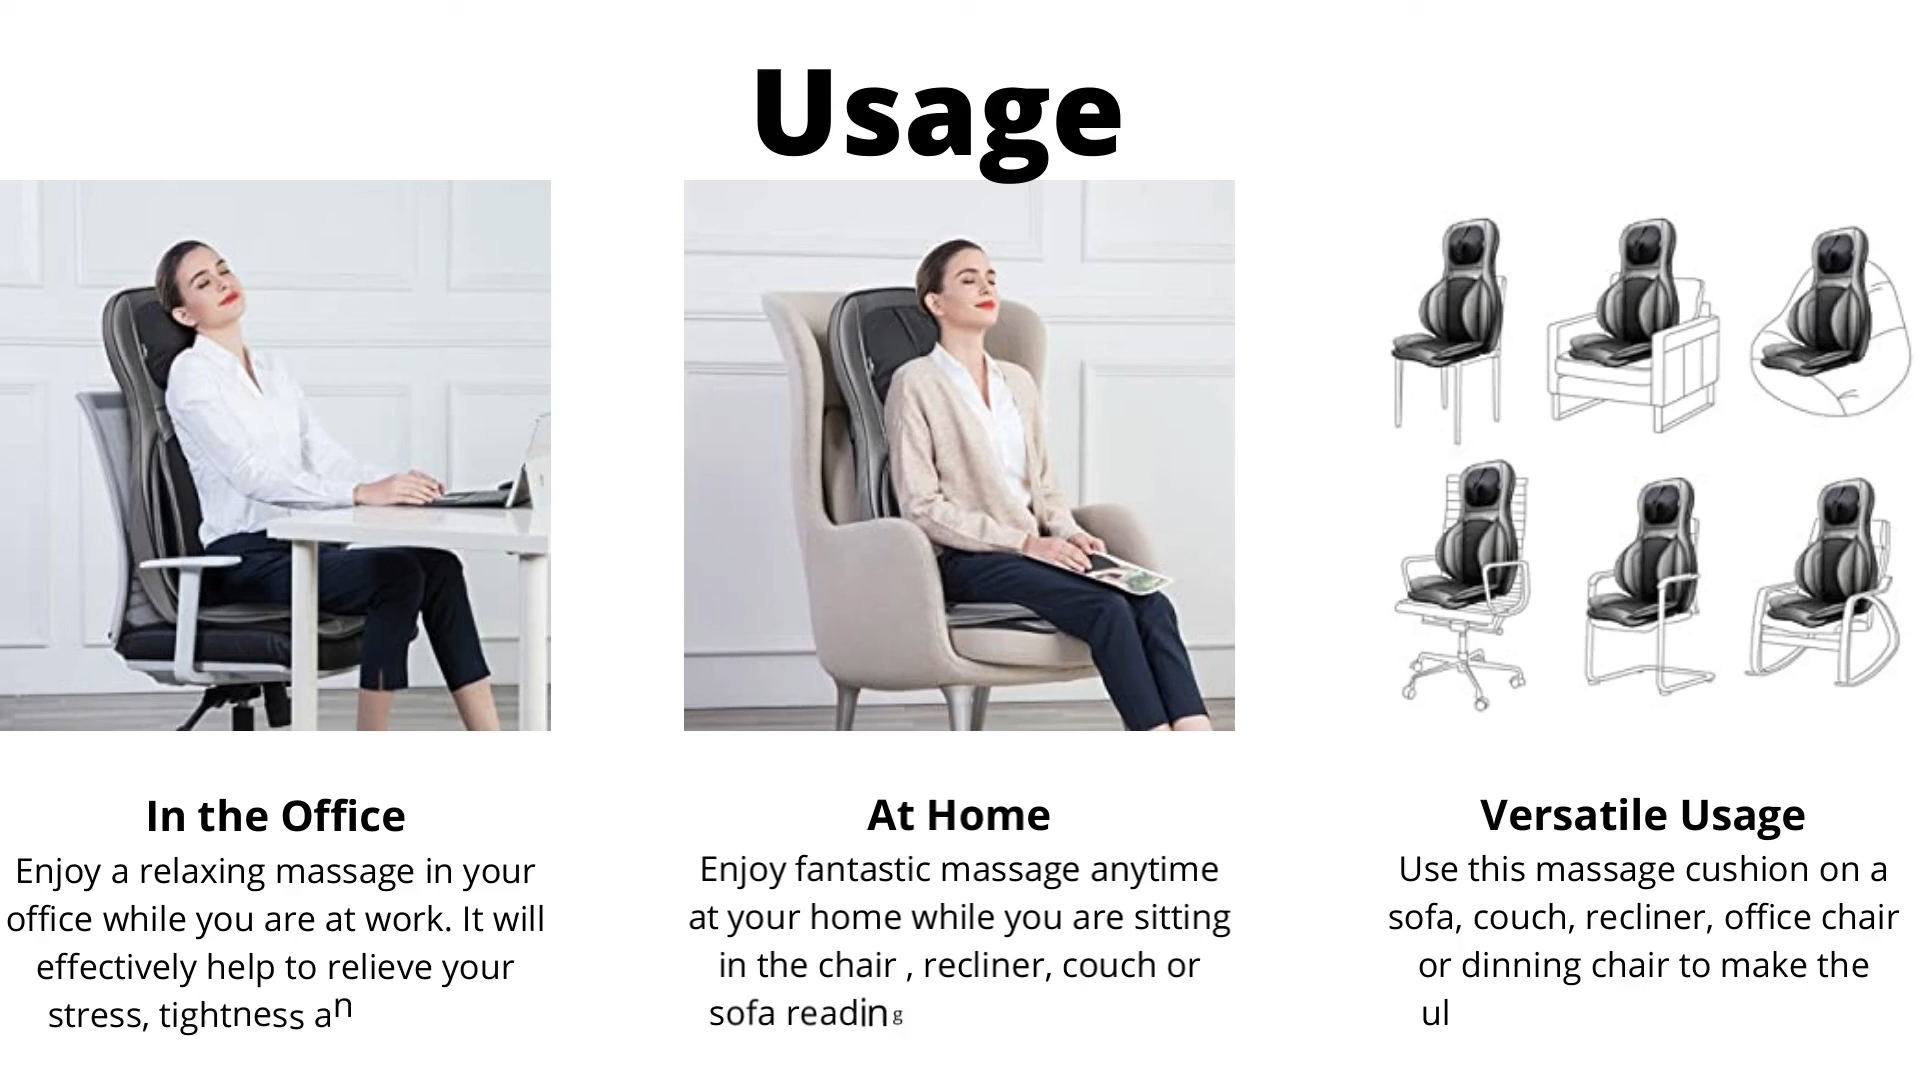 Usage
In the Office
Enjoy a relaxing massage in your
office while you are at work. It will
effectively help to relieve your
stress, tightness an
At Home
Enjoy fantastic massage anytime
at your home while you are sitting
in the chair , recliner, couch or
sofa reading
Versatile Usage
Use this massage cushion on a
sofa, couch, recliner, office chair
or dinning chair to make the
ul